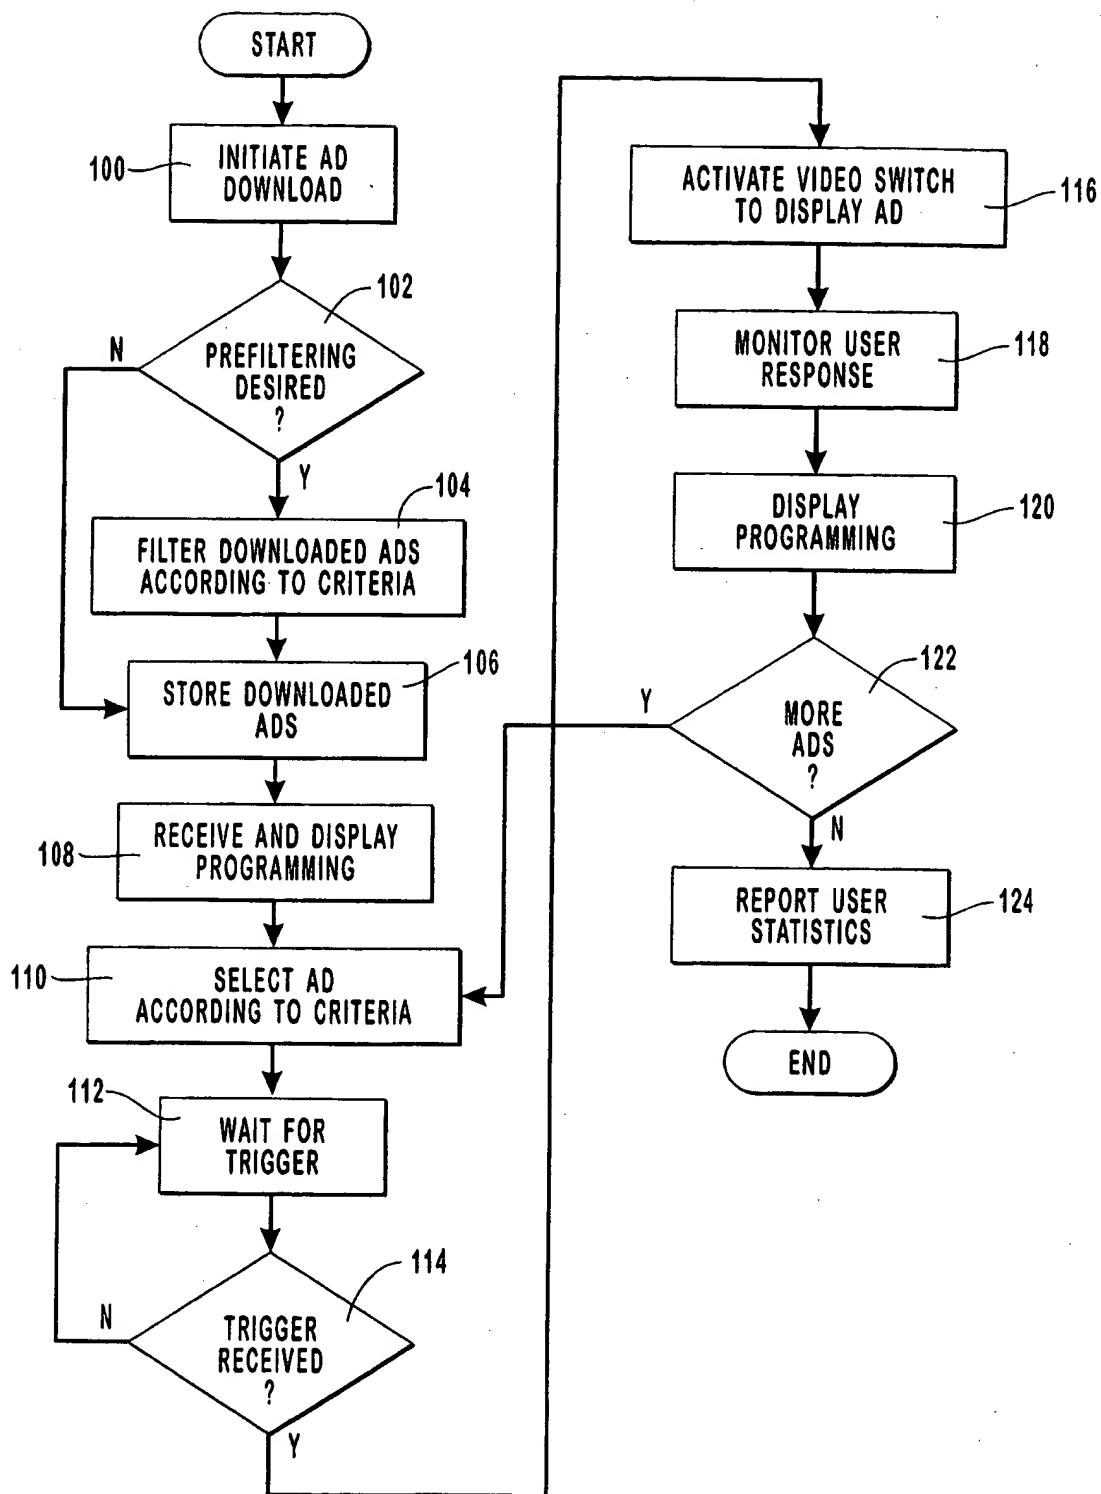 START
100
INITIATE AD
DOWNLOAD
102
N
PREFILTERING
DESIRED
?
Y
104
FILTER DOWNLOADED ADS
ACCORDING TO CRITERIA
106
STORE DOWNLOADED
ADS
108
RECEIVE AND DISPLAY
PROGRAMMING
110
SELECT AD
ACCORDING TO CRITERIA
112
WAIT FOR
TRIGGER
114
N
TRIGGER
RECEIVED
?
Y
ACTIVATE VIDEO SWITCH
TO DISPLAY AD
116
MONITOR USER
RESPONSE
118
DISPLAY
PROGRAMMING
120
122
Y
MORE
ADS
?
N
REPORT USER
STATISTICS
124
END